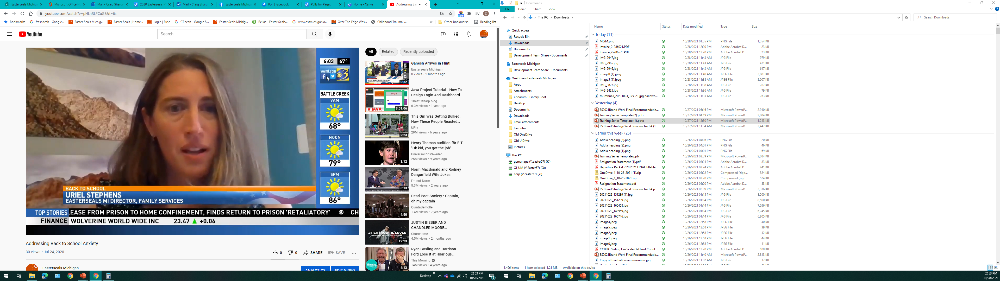 Easterseals Michig
Microsoft Office H
Mail - Craig Sharu
2020 Easterseals M
Mail - Craig Sharu
Easterseals Michig
Poll | Facebook
Polls for Pages
Home - Canva
Addressing Ba
youtube.com/watch?v=pHLnRLPCuGE&t=6s
New
C
Bookmarks
freshdesk - Google...
Easter Seals Michig...
Easter Seals | Home...
Login | Fuse
CT scan - Google S...
Easter Seals Michig...
Relias - Easter Seals...
www.essmichigan.o...
Over The Edge Wes...
Childhood Trauma |...
Other bookmarks
Reading list
YouTube
Search
6:03 67°
wwmt.com
3
BATTLE CREEK
9AM
68°
NOON
79°
5PM
86°
BACK TO SCHOOL
URIEL STEPHENS
EASTERSEALS MI DIRECTOR, FAMILY SERVICES
TOP STORIES .EASE FROM PRISON TO HOME CONFINEMENT, FINDS RETURN TO PRISON 'RETALIATORY' CH
FINANCE WOLVERINE WORLD WIDE INC 23.47 +0.06
Addressing Back to School Anxiety
30 views • Jul 24, 2020
0 0 SHARE SAVE
Easterseals Michigan
ANALYTICS EDIT VIDEO
All Related Recently uploaded
Ganesh Arrives in Flint!
Easterseals Michigan
8 views • 2 months ago
0:52
Java Project Tutorial - How To
Design Login And Dashboard...
1BestCsharp blog
6.3M views • 1 year ago
Login
# JAVA
3:01:06
This Girl Was Getting Bullied.
How These People Reacted...
UPtv
29M views • 6 years ago
2:23
Henry Thomas audition för E.T.
"Ok kid, you got the job".
UniversalPicsSweden
25M views • 9 years ago
3:12
Norm Macdonald and Rodney
Dangerfield Wife Jokes
I'm not Norm
8.3M views • 2 years ago
5:13
Dead Poet Society : Captain,
oh my captain
QuintaBemolle
1.4M views • 7 years ago
4:50
JUSTIN BIEBER AND
CHANDLER MOORE...
Churchome
4.5M views • 2 months ago
JIREH | HOW HE LOVES
CHANDLER MOORE & JUSTIN BIEBER
12:23
Ryan Gosling and Harrison
Ford Lose It at Hilarious...
This Morning
14M views • 4 years ago
4:13
Desktop
02:53 PM
10/28/2021
5
Downloads
File Home Share View
This PC Downloads
Search Downloads
Quick access
Recycle Bin
Downloads
Documents
Development Team Share - Documents
Easterseals Michigan
Development Team Share - Documents
OneDrive - Easterseals Michigan
Apps
Attachments
CSharum - Library Root
Desktop
Documents
Downloads
Email attachments
Favorites
Old OneDrive
Old U Drive
Pictures
This PC
gcmanage (\\easter57) (K:)
QI_UM (\\Easter57) (Q:)
corp (\\easter57) (Y:)
Name Status Date modified Type Size
Today (11)
M&M.png 10/28/2021 01:35 PM PNG File 1,354 KB
Invoice_2-286021.PDF 10/28/2021 12:20 PM Adobe Acrobat D... 23 KB
Invoice_2-286575.PDF 10/28/2021 12:20 PM Adobe Acrobat D... 23 KB
IMG_2947.jpg 10/28/2021 11:43 AM JPG File 979 KB
IMG_7965.jpg 10/28/2021 11:43 AM JPG File 471 KB
IMG_7946.jpg 10/28/2021 11:43 AM JPG File 647 KB
image0 (1).jpeg 10/28/2021 11:40 AM JPEG File 2,881 KB
image5 (1).jpeg 10/28/2021 11:38 AM JPEG File 3,007 KB
IMG_3827.jpg 10/28/2021 11:38 AM JPG File 267 KB
IMG_2425.jpg 10/28/2021 11:36 AM JPG File 79 KB
thumbnail_20211023_175321.jpg hallowe... 10/28/2021 11:35 AM JPG File 263 KB
Yesterday (4)
ES2021Brand Work Final Recommendatio... 10/27/2021 05:16 PM Microsoft PowerP... 2,940 KB
Training Series Template (2).pptx 10/27/2021 04:19 PM Microsoft PowerP... 2,084 KB
Training Series Template (1).pptx 10/27/2021 12:30 PM Microsoft PowerP... 1,243 KB
ES Brand Strategy Work Preview for LA (1... 10/27/2021 11:34 AM Microsoft PowerP... 2,447 KB
Earlier this week (25)
Add a heading (3).png 10/26/2021 04:06 PM PNG File 20 KB
Add a heading (2).png 10/26/2021 04:01 PM PNG File 46 KB
Add a heading (1).png 10/26/2021 04:01 PM PNG File 69 KB
Training Series Template.pptx 10/26/2021 03:39 PM Microsoft PowerP... 2,084 KB
Resignation Statement (1).pdf 10/26/2021 03:24 PM Adobe Acrobat D... 83 KB
Departure Packet 7.28.2021 FINAL fillable.... 10/26/2021 03:24 PM Adobe Acrobat D... 441 KB
OneDrive_1_10-26-2021 (1).zip 10/26/2021 03:22 PM Compressed (zipp... 524 KB
OneDrive_1_10-26-2021.zip 10/26/2021 03:20 PM Compressed (zipp... 524 KB
Resignation Statement.pdf 10/26/2021 03:20 PM Adobe Acrobat D... 83 KB
ES Brand Strategy Work Preview for LA.p... 10/26/2021 02:09 PM Microsoft PowerP... 2,336 KB
20211022_151239 (1).jpg 10/26/2021 01:15 PM JPG File 8,500 KB
20211022_151239.jpg 10/26/2021 01:14 PM JPG File 8,500 KB
20211022_160458.jpg 10/26/2021 01:14 PM JPG File 7,036 KB
20211022_143959.jpg 10/26/2021 01:14 PM JPG File 6,245 KB
20211022_160746.jpg 10/26/2021 01:14 PM JPG File 6,805 KB
image4.jpeg 10/26/2021 12:58 PM JPEG File 40 KB
image5.jpeg 10/26/2021 12:58 PM JPEG File 39 KB
image2.jpeg 10/26/2021 12:58 PM JPEG File 42 KB
image1.jpeg 10/26/2021 12:58 PM JPEG File 44 KB
image0.jpeg 10/26/2021 12:58 PM JPEG File 41 KB
CCBHC Sliding Fee Scale Oakland Count... 10/26/2021 12:10 PM Adobe Acrobat D... 109 KB
ES2021Brand Work Final Recommendatio... 10/26/2021 11:40 AM Microsoft PowerP... 2,813 KB
Copy of free halloween resources.jpg 10/26/2021 11:02 AM JPG File 37 KB
1,496 items 1 item selected 1.21 MB Available on this device
02:53 PM
10/28/2021